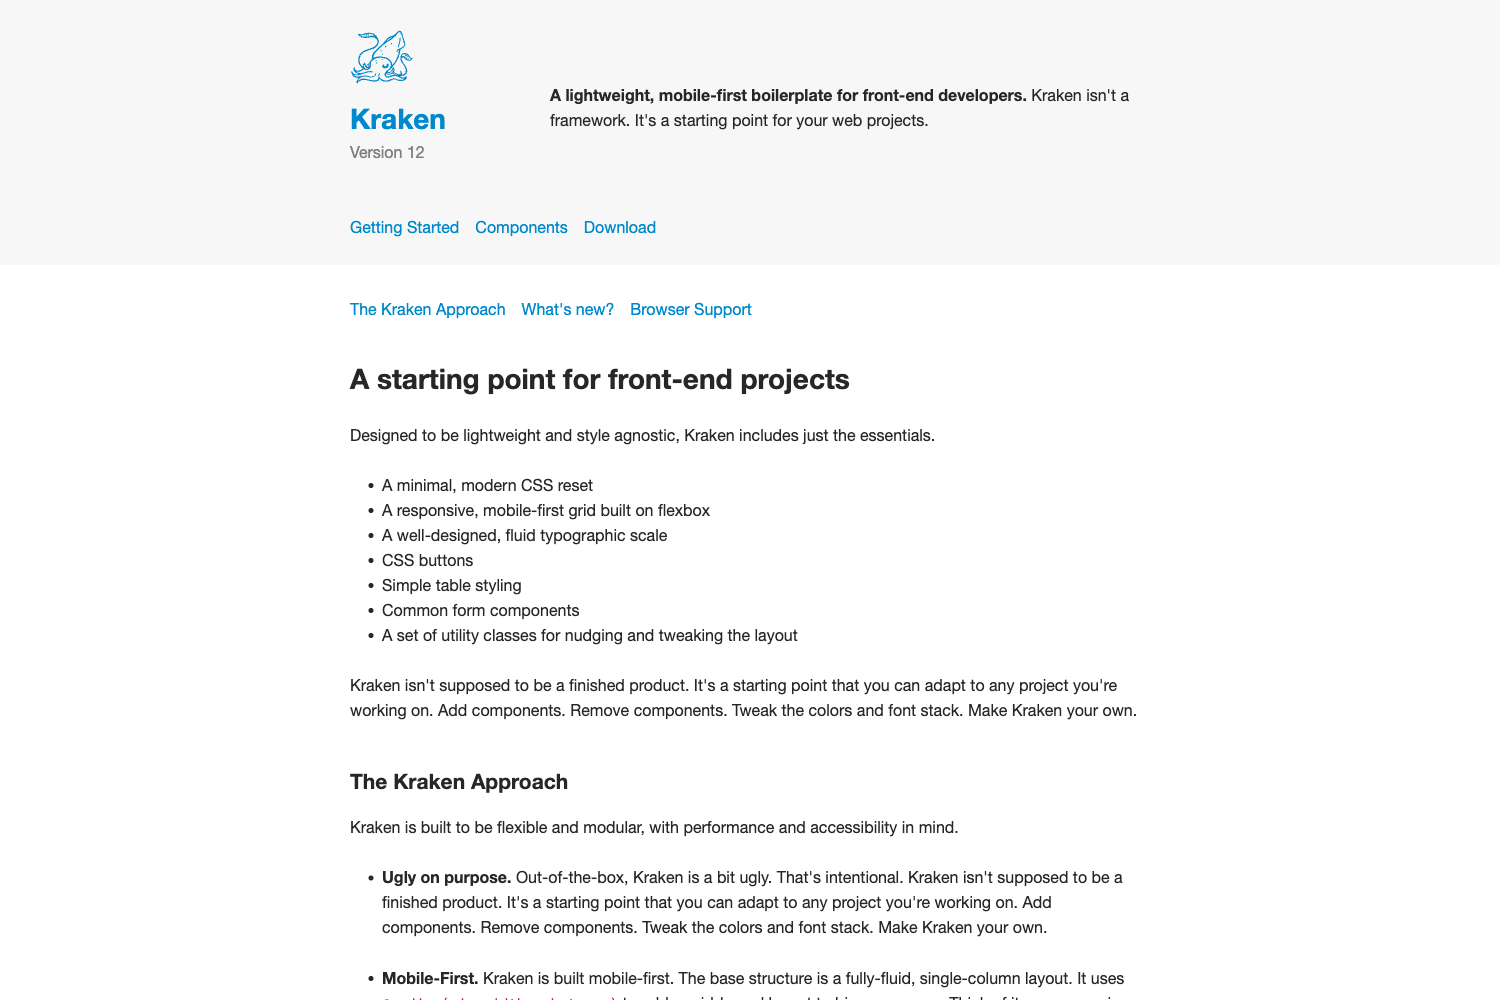 Kraken
Version 12
A lightweight, mobile-first boilerplate for front-end developers. Kraken isn't a
framework. It's a starting point for your web projects.
Getting Started Components Download
The Kraken Approach What's new? Browser Support
A starting point for front-end projects
Designed to be lightweight and style agnostic, Kraken includes just the essentials.
• A minimal, modern CSS reset
• A responsive, mobile-first grid built on flexbox
• A well-designed, fluid typographic scale
• CSS buttons
• Simple table styling
• Common form components
• A set of utility classes for nudging and tweaking the layout
Kraken isn't supposed to be a finished product. It's a starting point that you can adapt to any project you're
working on. Add components. Remove components. Tweak the colors and font stack. Make Kraken your own.
The Kraken Approach
Kraken is built to be flexible and modular, with performance and accessibility in mind.
• Ugly on purpose. Out-of-the-box, Kraken is a bit ugly. That's intentional. Kraken isn't supposed to be a
finished product. It's a starting point that you can adapt to any project you're working on. Add
components. Remove components. Tweak the colors and font stack. Make Kraken your own.
• Mobile-First. Kraken is built mobile-first. The base structure is a fully-fluid, single-column layout. It uses